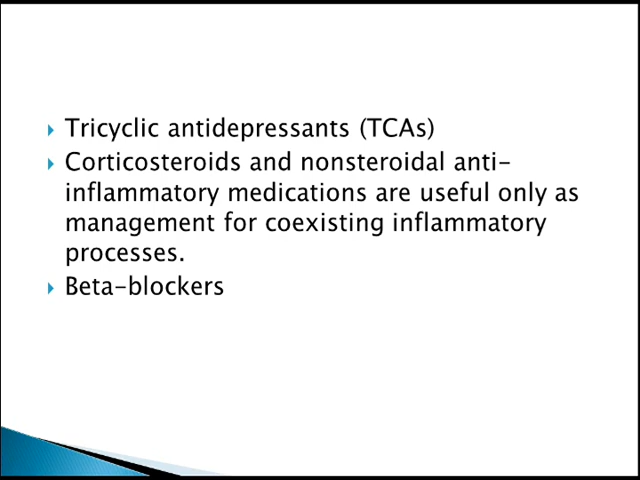 Tricyclic antidepressants (TCAs)
Corticosteroids and nonsteroidal anti-
inflammatory medications are useful only as
management for coexisting inflammatory
processes.
Beta-blockers